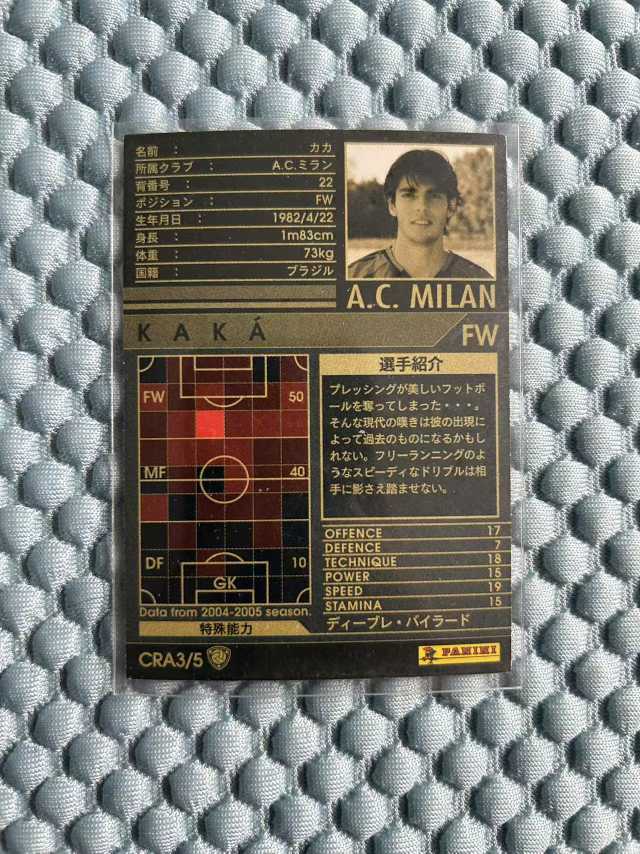 名前 : カカ
所属クラブ : A.C.ミラン
背番号 : 22
ポジション : FW
生年月日 : 1982/4/22
身長 : 1m83cm
体重 : 73kg
国籍 : ブラジル
A.C. MILAN
KAKÁ
FW
FW 50
MF 40
DF 10
GK
Data from 2004-2005 season.
特殊能力
選手紹介
プレッシングが美しいフットボ
ールを奪ってしまった・・・。
そんな現代の嘆きは彼の出現に
よって過去のものになるかもし
れない。フリーランニングのよ
うなスピーディなドリブルは相
手に影さえ踏ませない。
OFFENCE 17
DEFENCE 7
TECHNIQUE 18
POWER 15
SPEED 19
STAMINA 15
ディーブレ・バイラード
CRA3/5
PANINI